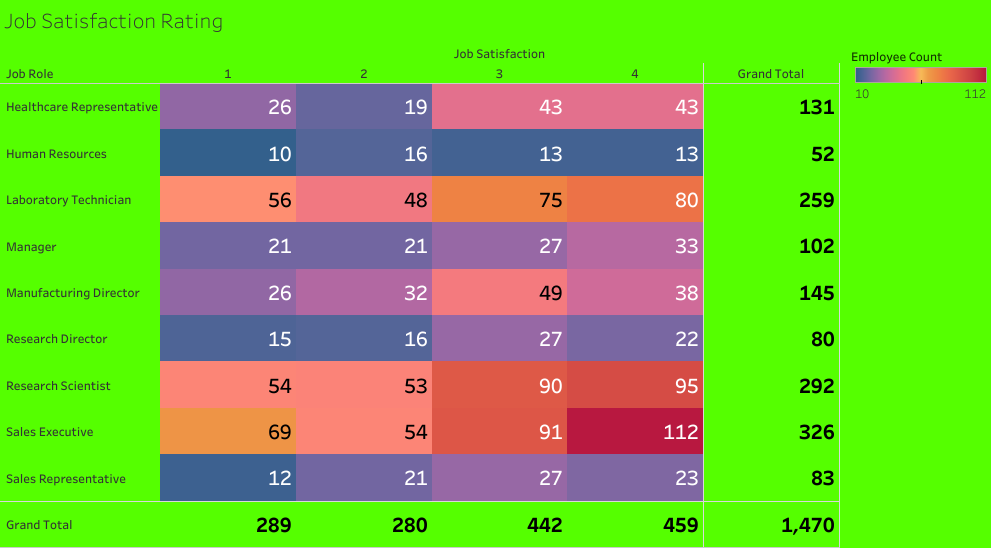 Job Satisfaction Rating
Job Satisfaction
Employee Count
Job Role 1 2 3 4 Grand Total
10 112
Healthcare Representative 26 19 43 43 131
Human Resources 10 16 13 13 52
Laboratory Technician 56 48 75 80 259
Manager 21 21 27 33 102
Manufacturing Director 26 32 49 38 145
Research Director 15 16 27 22 80
Research Scientist 54 53 90 95 292
Sales Executive 69 54 91 112 326
Sales Representative 12 21 27 23 83
Grand Total 289 280 442 459 1,470